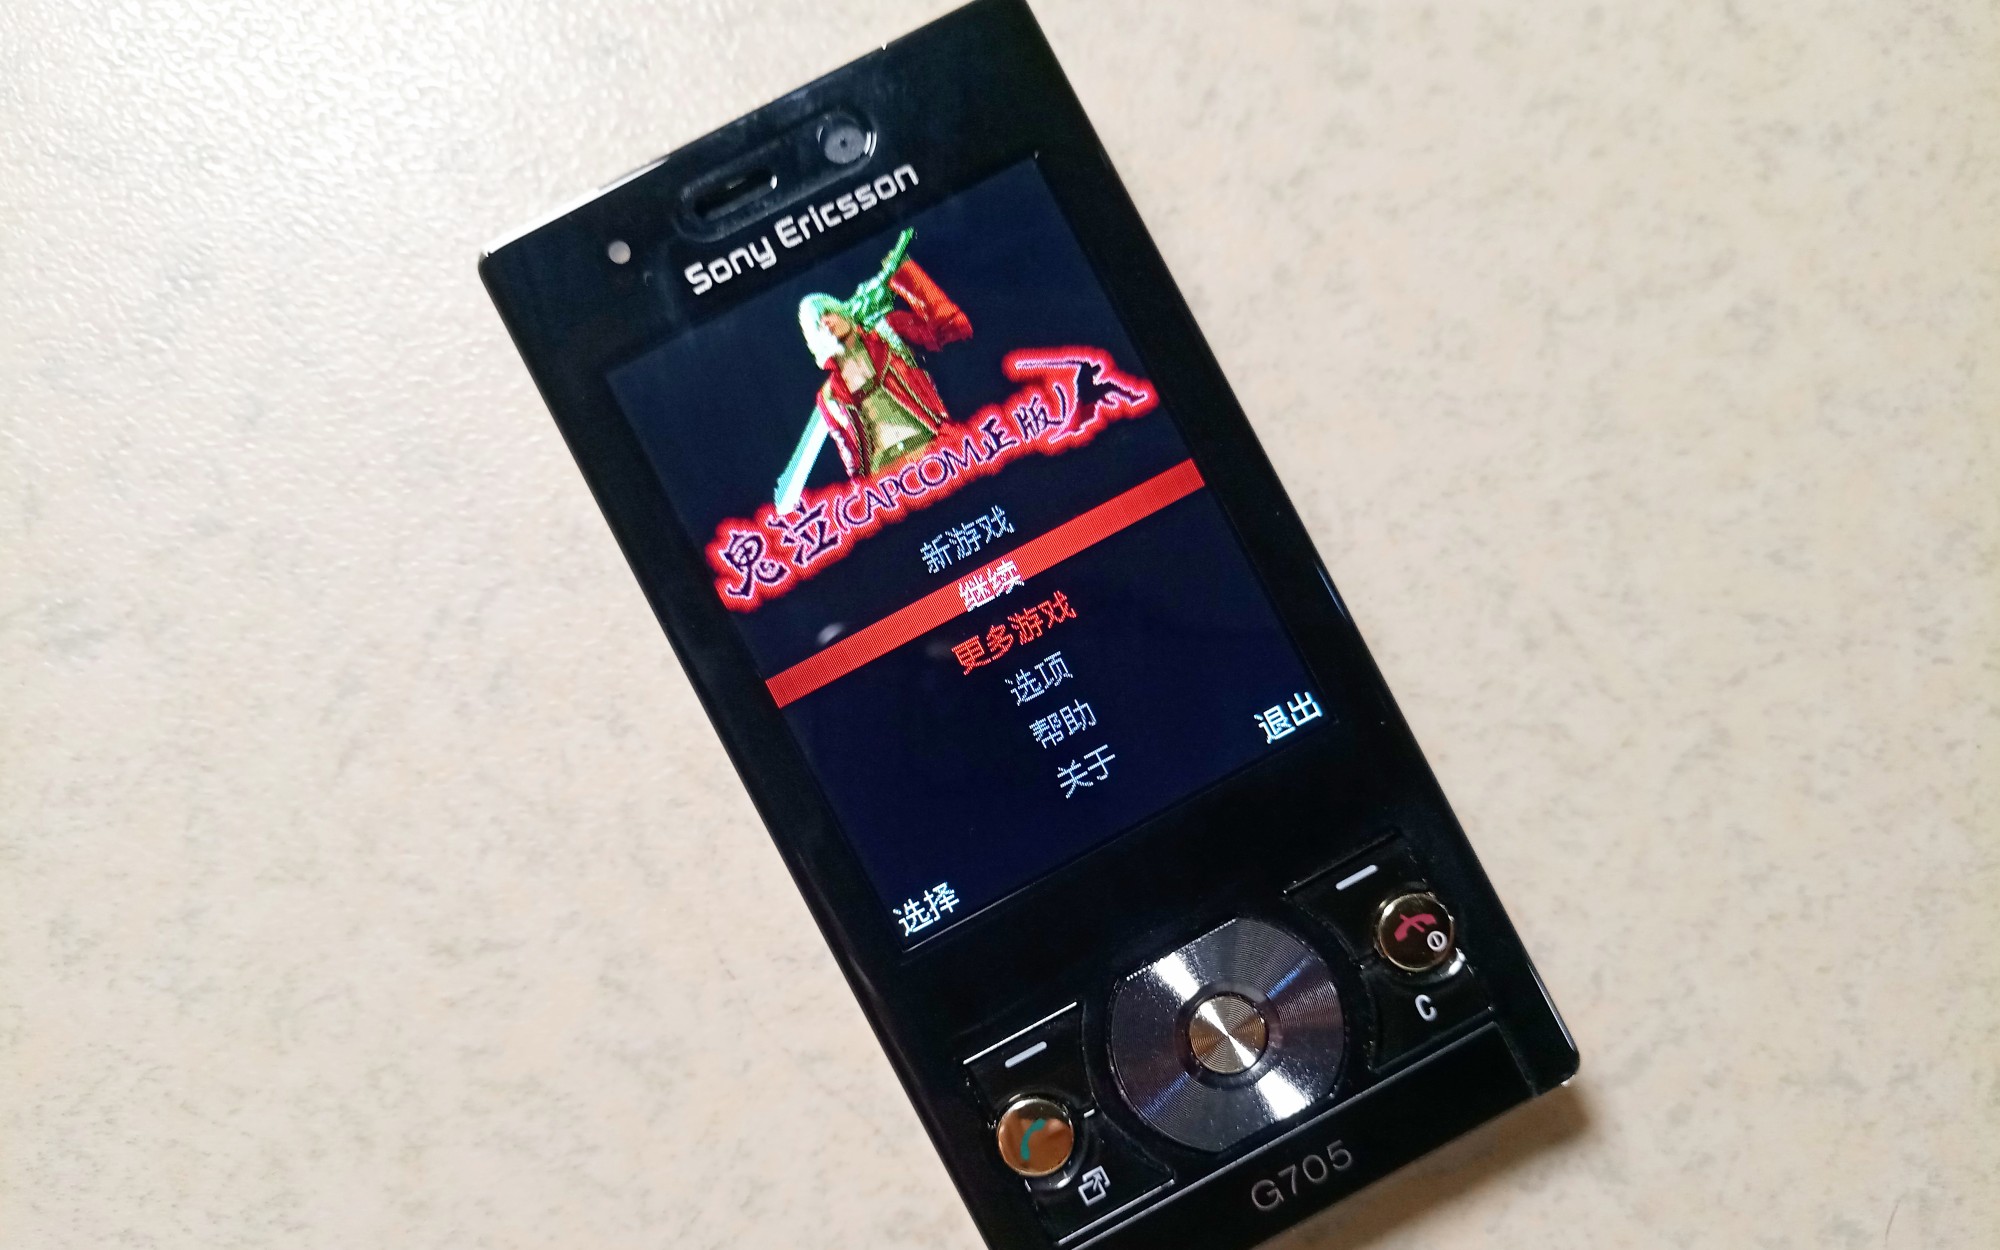 Sony Ericsson
鬼泣(CAPCOM正版)
新游戏
继续
更多游戏
选项
帮助
关于
选择
退出
C
G705